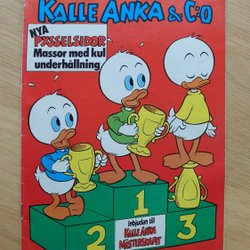 KALLE ANKA & C:O
NYA
PYSSELSIDOR
Massor med kul
underhållning
1
2
3
Inbjudan till
KALLE ANKA
MÄSTERSKAPET